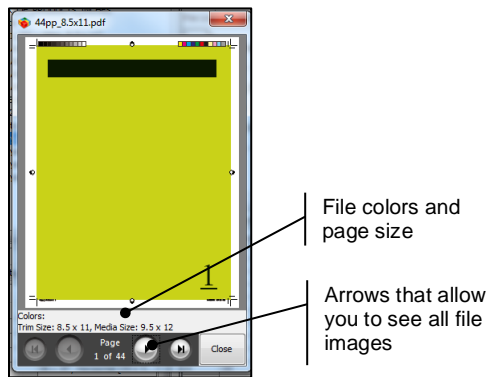 44pp_8.5x11.pdf
1
Colors:
Trim Size: 8.5 x 11, Media Size: 9.5 x 12
Page
1 of 44
Close
File colors and
page size
Arrows that allow
you to see all file
images